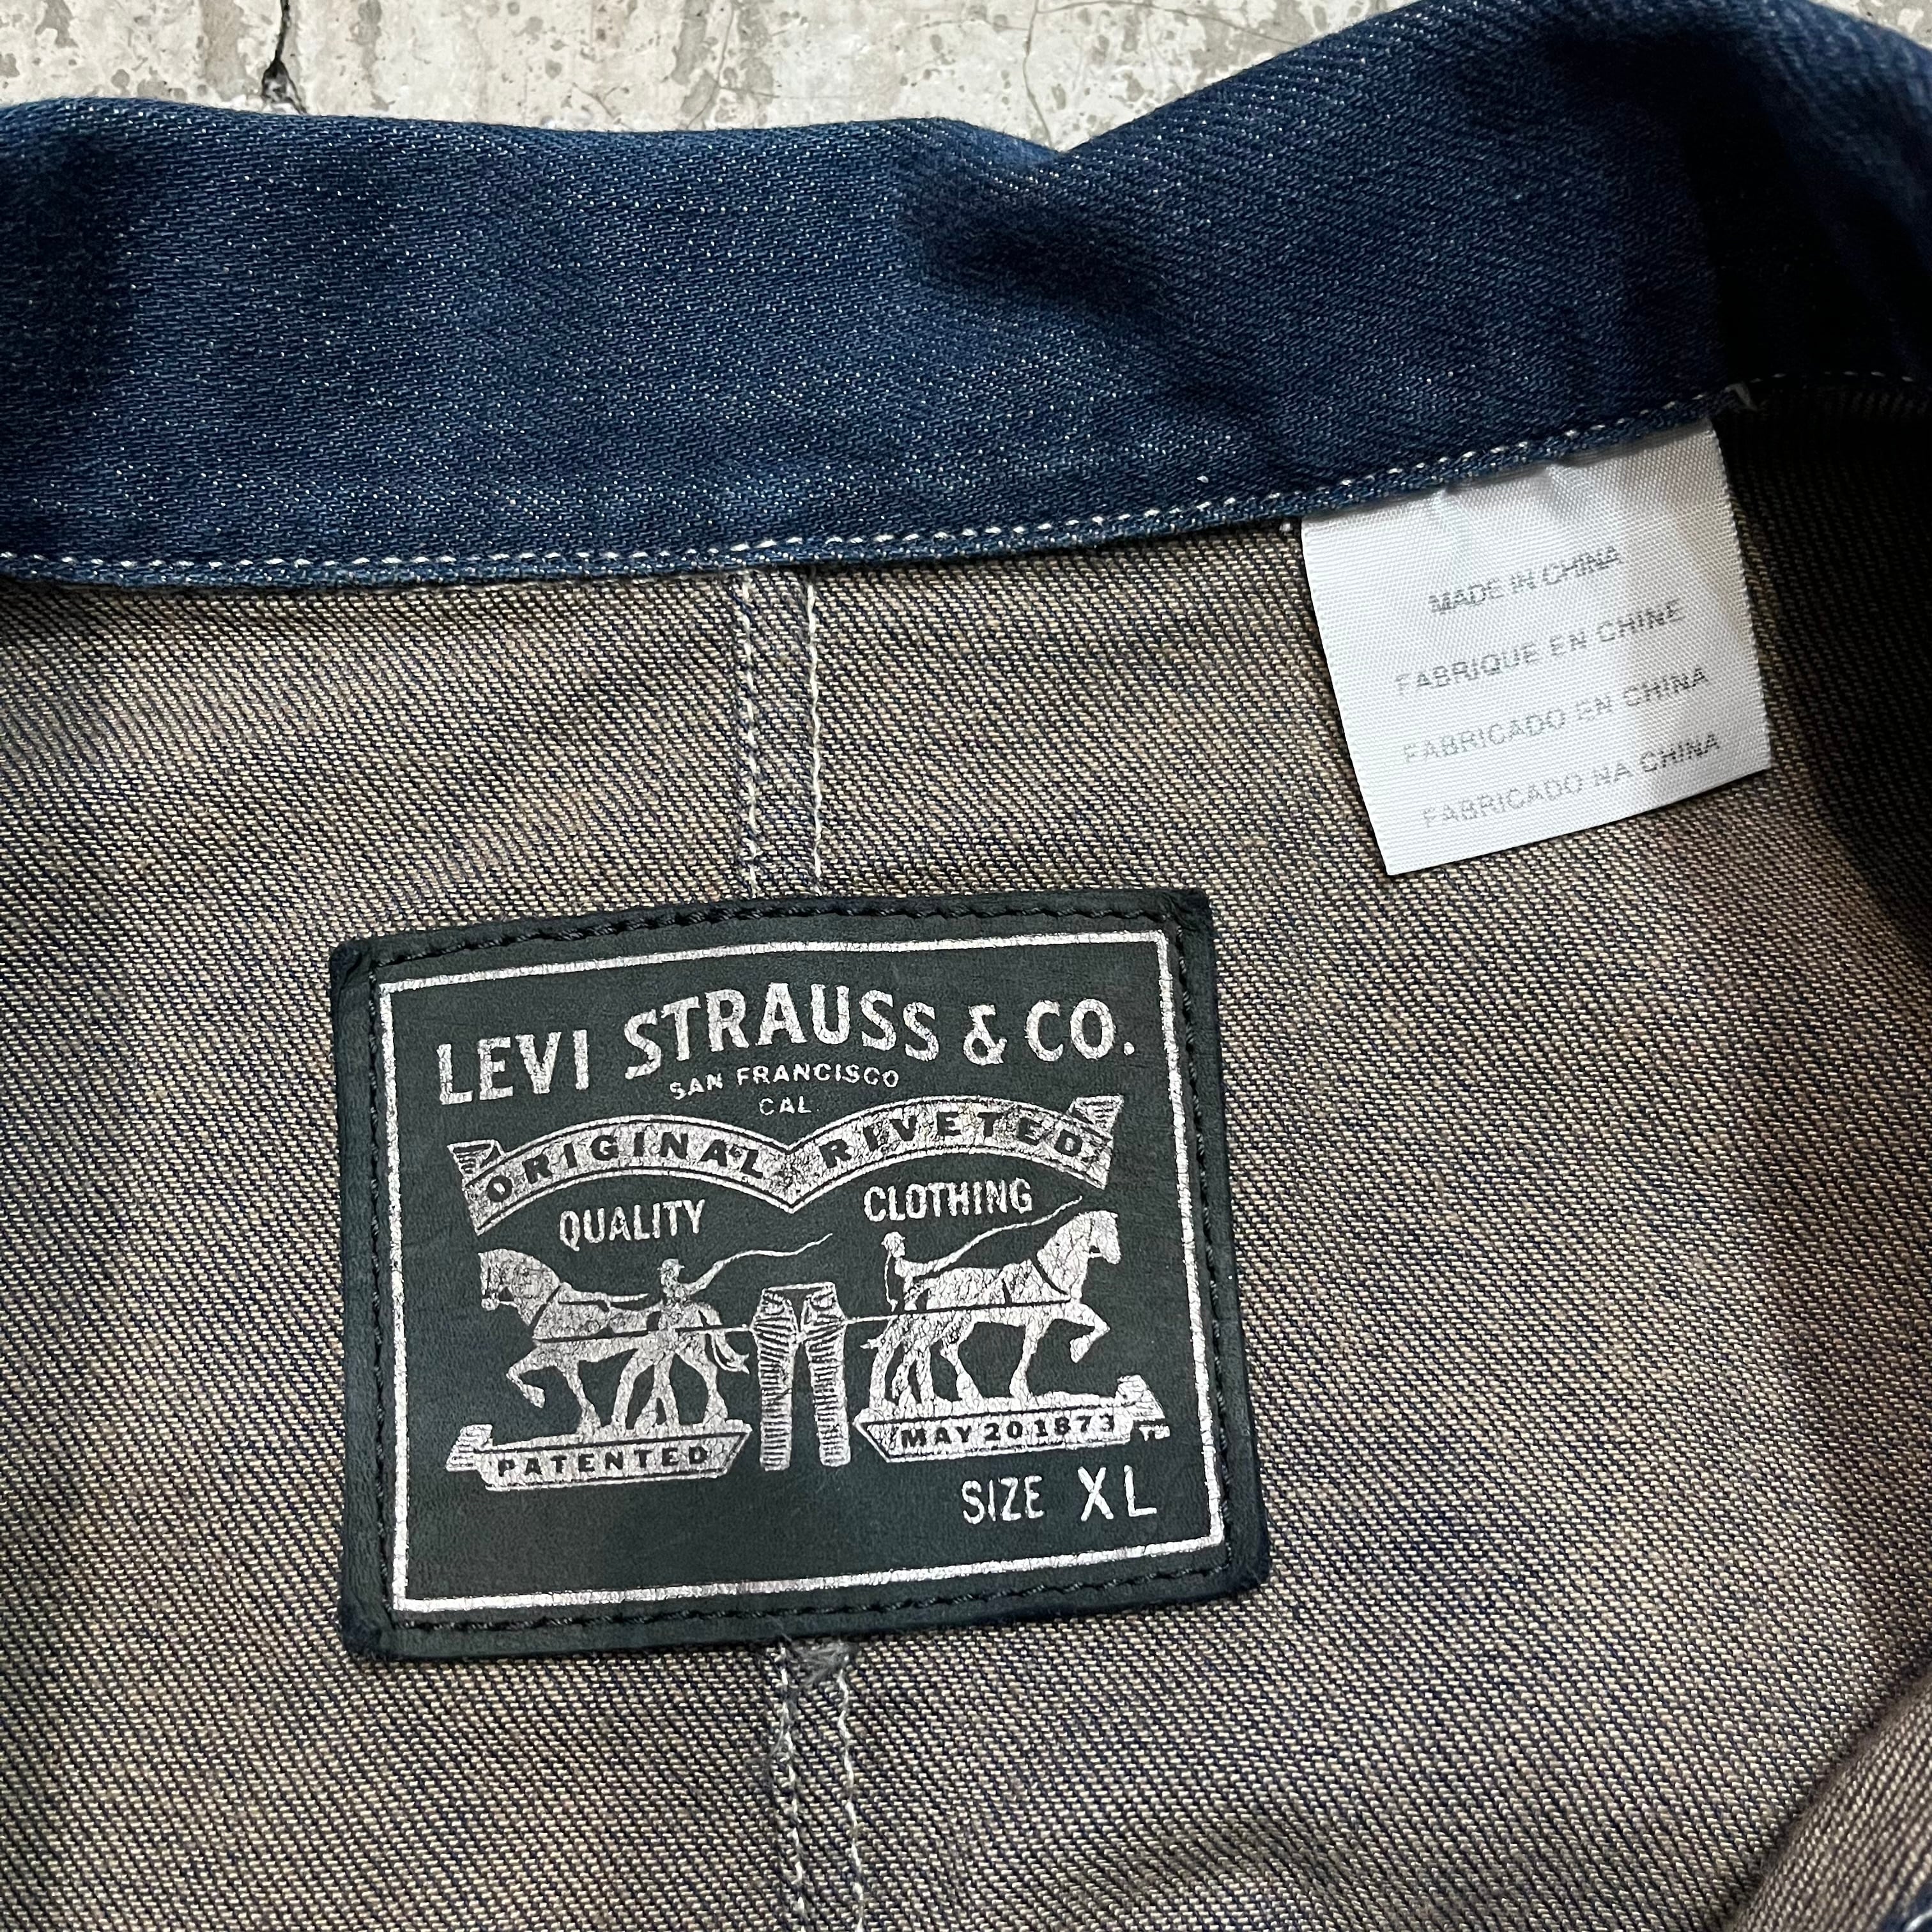 MADE IN CHINA
FABRIQUE EN CHINE
FABRICADO EN CHINA
FABRICADO NA CHINA
LEVI STRAUSS & CO.
SAN FRANCISCO
CAL.
ORIGINAL RIVETED
QUALITY CLOTHING
PATENTED MAY 20 1873 TM
SIZE XL